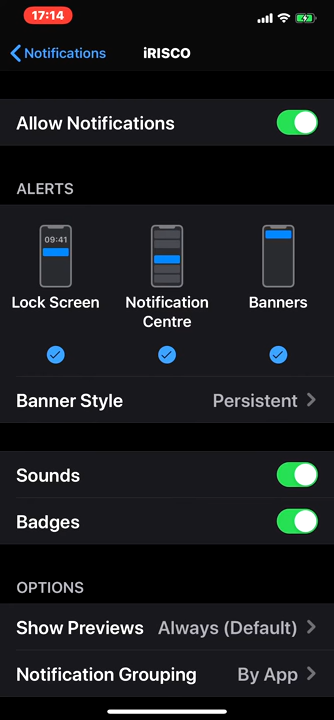 17:14
Notifications
iRISCO
Allow Notifications
ALERTS
09:41
Lock Screen
Notification
Centre
Banners
Banner Style Persistent
Sounds
Badges
OPTIONS
Show Previews Always (Default)
Notification Grouping By App